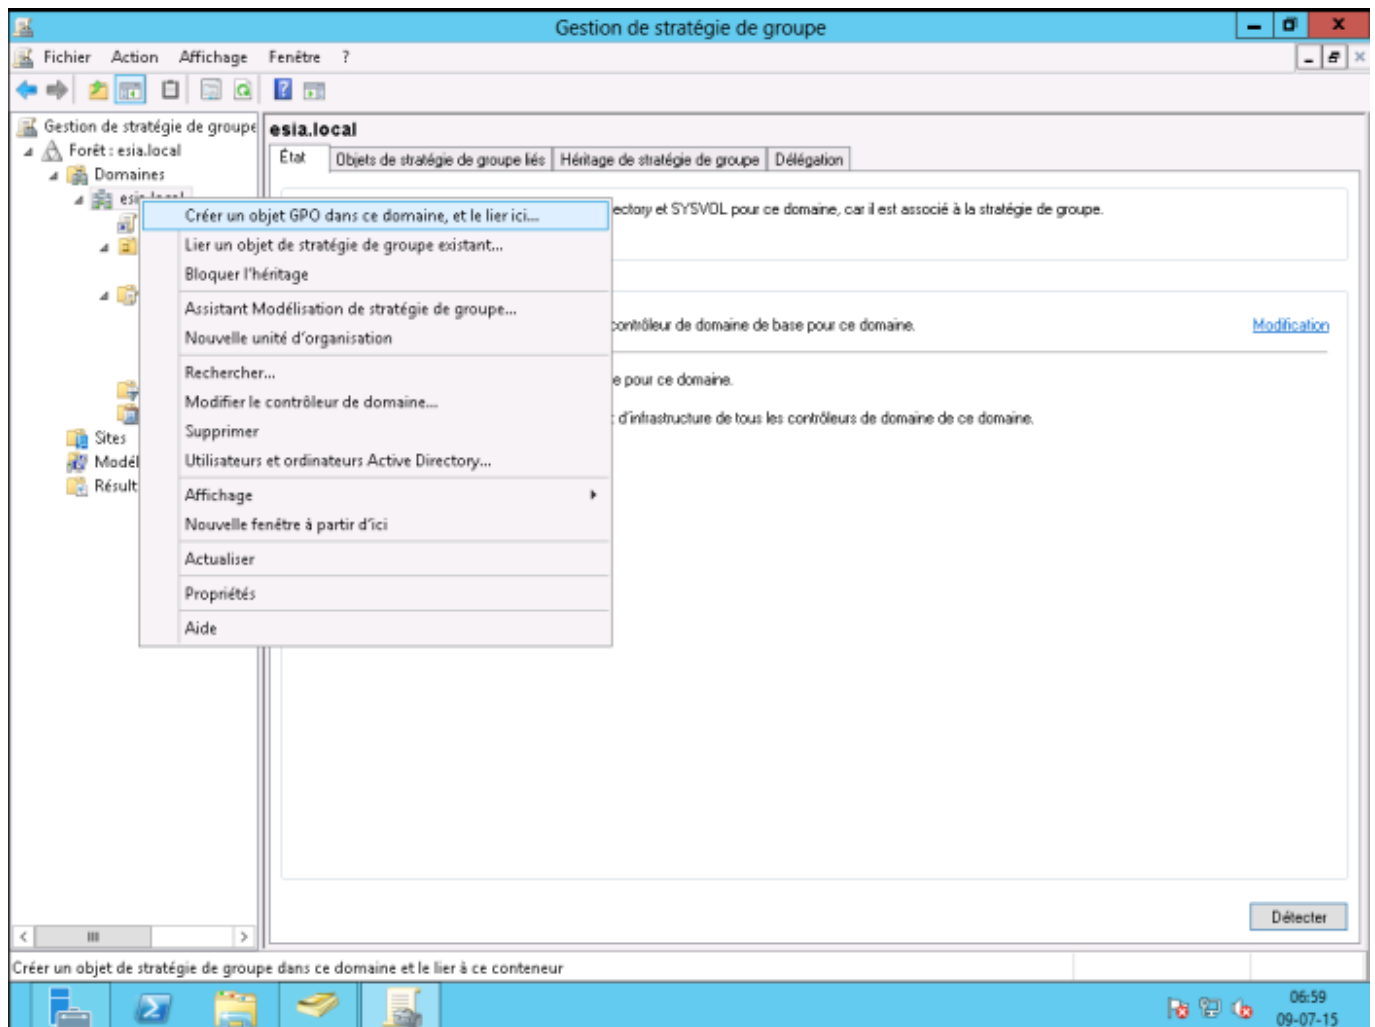 Gestion de stratégie de groupe
Fichier Action Affichage Fenêtre ?
Gestion de stratégie de groupe
Forêt : esia.local
Domaines
esia.local
Créer un objet GPO dans ce domaine, et le lier ici...
Lier un objet de stratégie de groupe existant...
Bloquer l'héritage
Assistant Modélisation de stratégie de groupe...
Nouvelle unité d'organisation
Rechercher...
Modifier le contrôleur de domaine...
Supprimer
Utilisateurs et ordinateurs Active Directory...
Affichage
Nouvelle fenêtre à partir d'ici
Actualiser
Propriétés
Aide
Sites
Modél
Résult
esia.local
État Objets de stratégie de groupe liés Héritage de stratégie de groupe Délégation
ectory et SYSVOL pour ce domaine, car il est associé à la stratégie de groupe.
contrôleur de domaine de base pour ce domaine. Modification
e pour ce domaine.
d'infrastructure de tous les contrôleurs de domaine de ce domaine.
Détecter
Créer un objet de stratégie de groupe dans ce domaine et le lier à ce conteneur
06:59
09-07-15